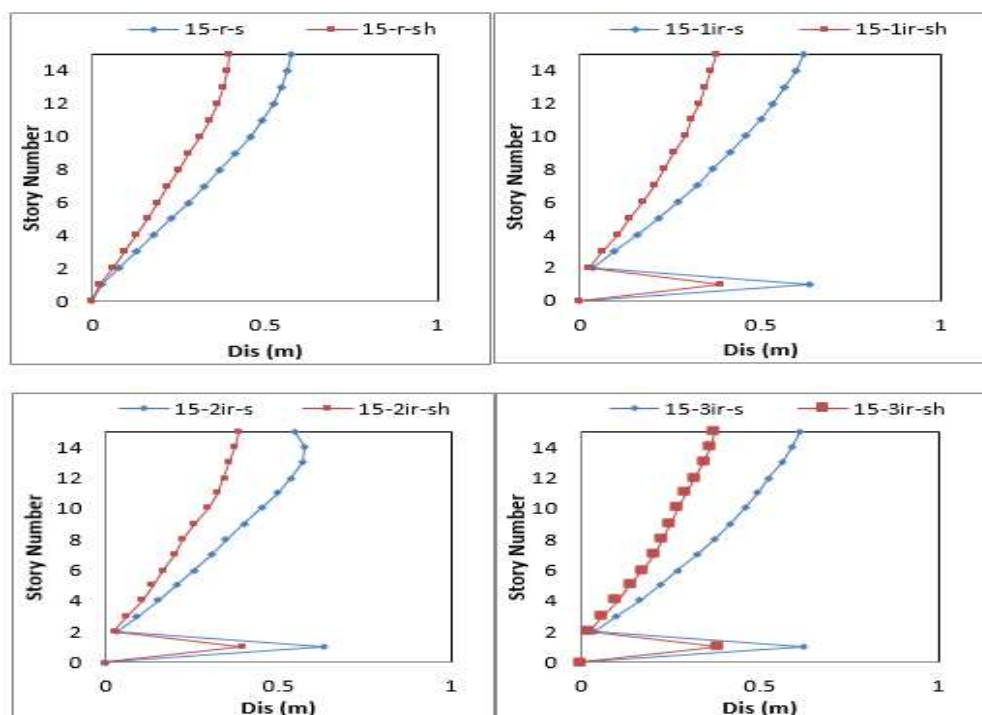 15-r-s 15-r-sh
14
12
10
8
6
4
2
0
Story Number
0 0.5 1
Dis (m)
15-1ir-s 15-1ir-sh
14
12
10
8
6
4
2
0
Story Number
0 0.5 1
Dis (m)
15-2ir-s 15-2ir-sh
14
12
10
8
6
4
2
0
Story Number
0 0.5 1
Dis (m)
15-3ir-s 15-3ir-sh
14
12
10
8
6
4
2
0
Story Number
0 0.5 1
Dis (m)